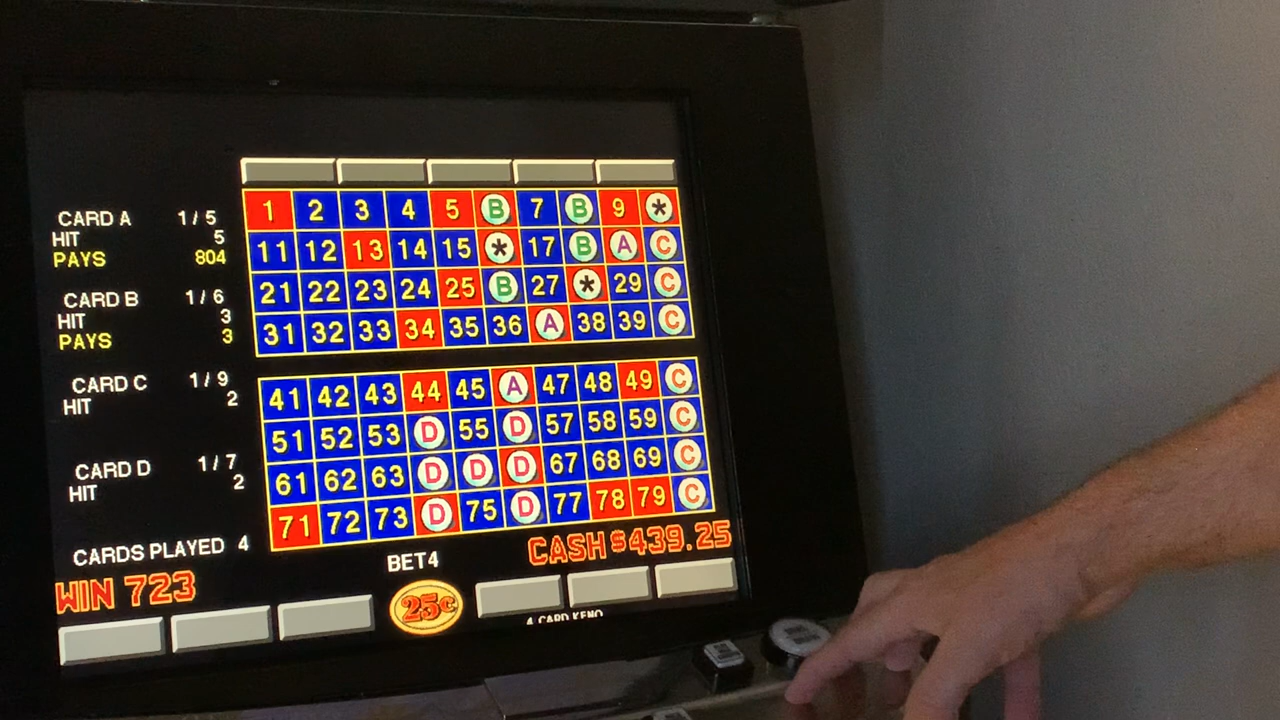 CARD A 1/5
HIT 5
PAYS 804
CARD B 1/6
HIT 3
PAYS 3
CARD C 1/9
HIT 2
CARD D 1/7
HIT 2
CARDS PLAYED 4
WIN 723
1 2 3 4 5 B 7 B 9 *
11 12 13 14 15 * 17 B A C
21 22 23 24 25 B 27 * 29 C
31 32 33 34 35 36 A 38 39 C
41 42 43 44 45 A 47 48 49 C
51 52 53 D 55 D 57 58 59 C
61 62 63 D D D 67 68 69 C
71 72 73 D 75 D 77 78 79 C
BET4
CASH $439.25
25¢
4 CARD KENO